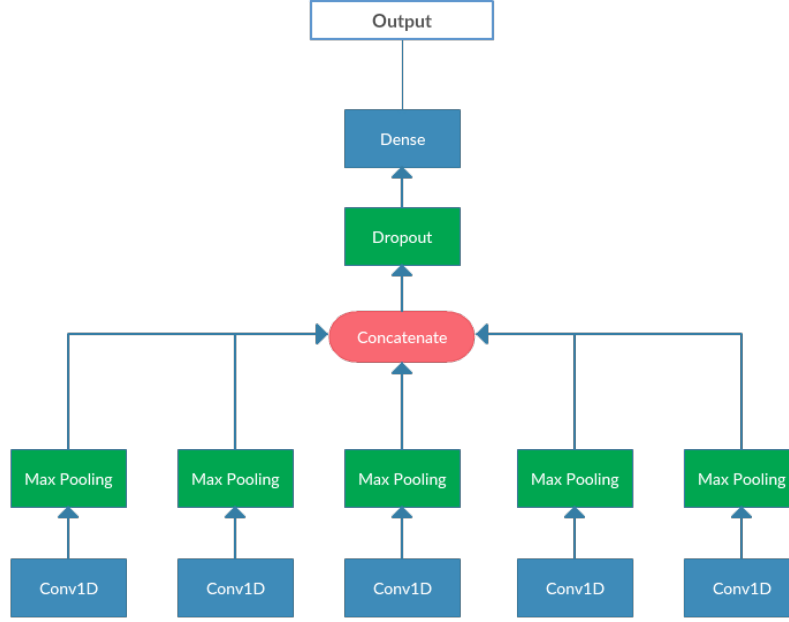 Output
Dense
Dropout
Concatenate
Max Pooling
Max Pooling
Max Pooling
Max Pooling
Max Pooling
Conv1D
Conv1D
Conv1D
Conv1D
Conv1D